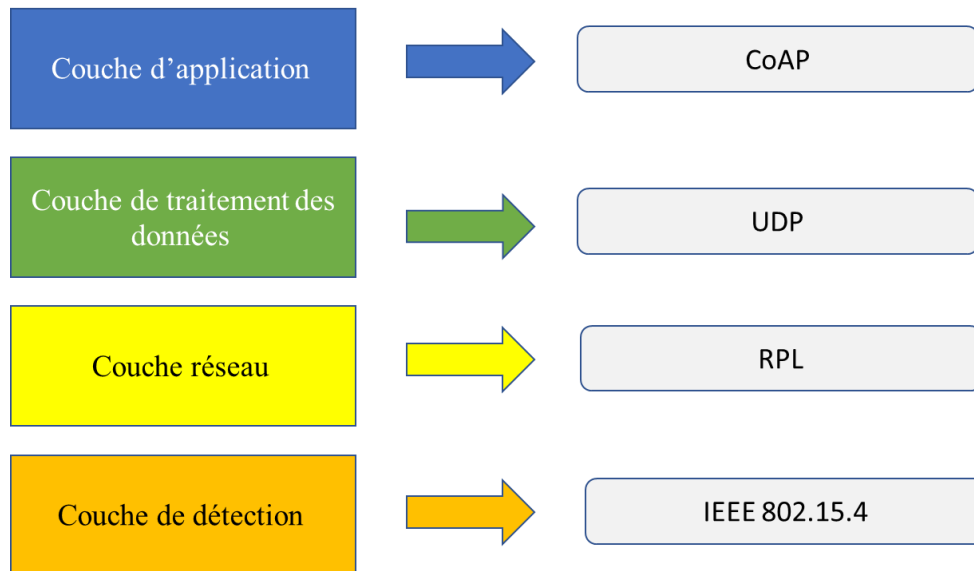 Couche d’application
CoAP
Couche de traitement des
données
UDP
Couche réseau
RPL
Couche de détection
IEEE 802.15.4